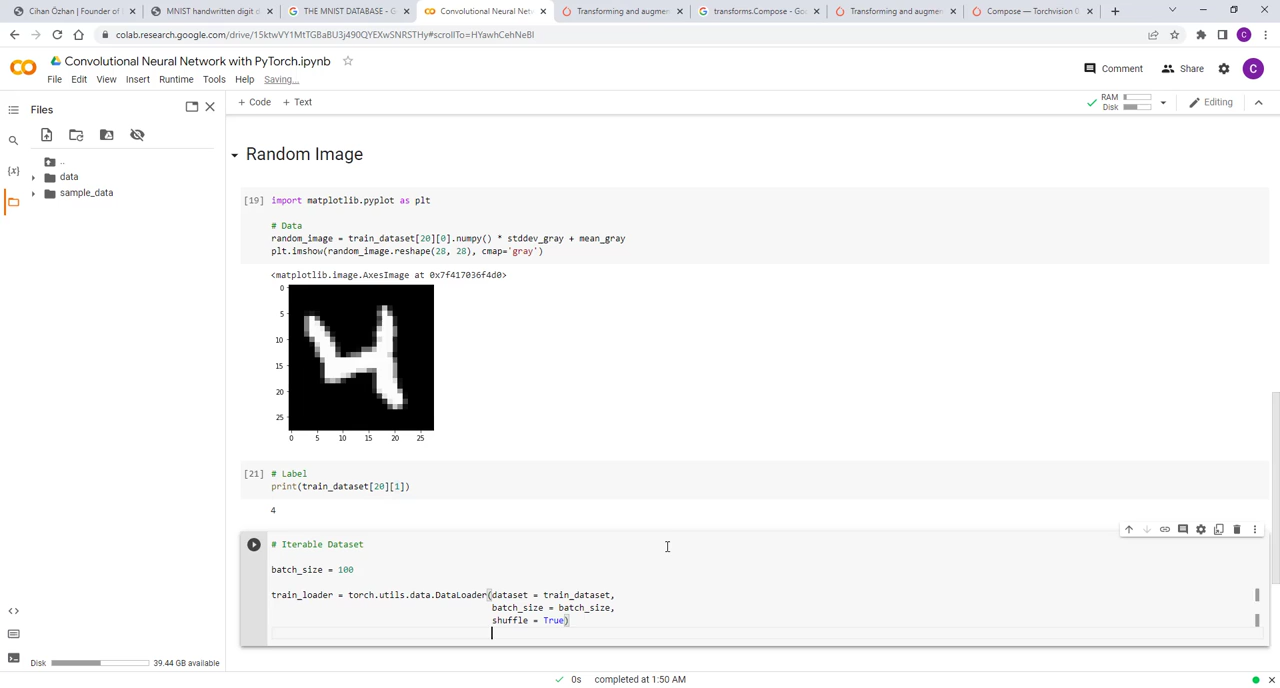 Cihan Özhan | Founder of
MNIST handwritten digit d
THE MNIST DATABASE - G
Convolutional Neural Netw
Transforming and augmen
transforms.Compose - Goo
Transforming and augmen
Compose — Torchvision 0.
colab.research.google.com/drive/15ktwVY1MtTGBaBU3j490QYEXwSNRSTHy#scrollTo=HYawhCehNeBI
CO Convolutional Neural Network with PyTorch.ipynb
File Edit View Insert Runtime Tools Help Saving...
Comment Share C
Files
+ Code + Text
RAM
Disk
Editing
..
data
sample_data
{x}
Random Image
[19] import matplotlib.pyplot as plt
# Data
random_image = train_dataset[20][0].numpy() * stddev_gray + mean_gray
plt.imshow(random_image.reshape(28, 28), cmap='gray')
<matplotlib.image.AxesImage at 0x7f417036f4d0>
0
5
10
15
20
25
0 5 10 15 20 25
[21] # Label
print(train_dataset[20][1])
4
# Iterable Dataset
batch_size = 100
train_loader = torch.utils.data.DataLoader(dataset = train_dataset,
batch_size = batch_size,
shuffle = True)
Disk 39.44 GB available
0s completed at 1:50 AM